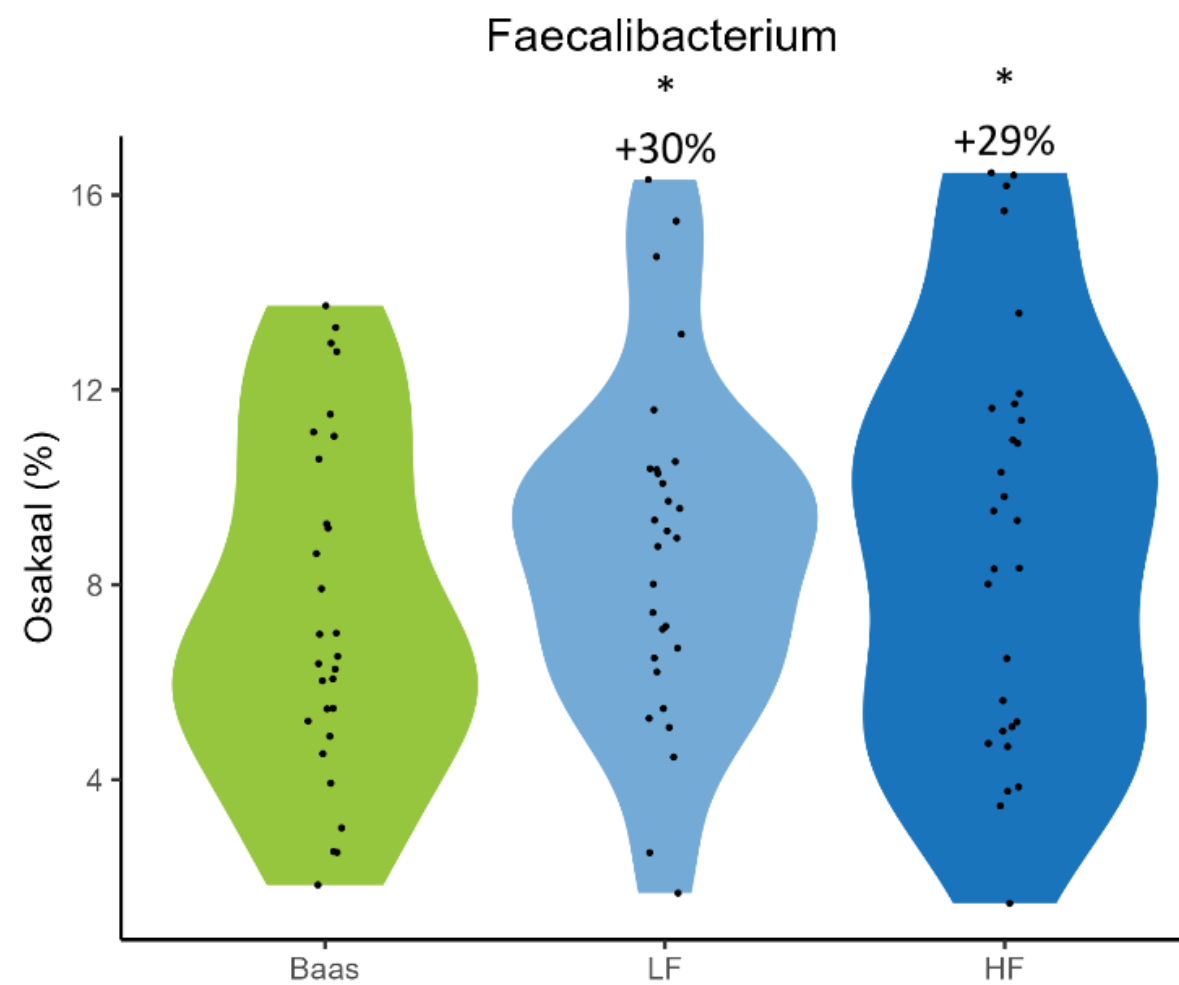 Faecalibacterium
*
*
+30%
+29%
16
12
8
4
Osakaal (%)
Baas
LF
HF